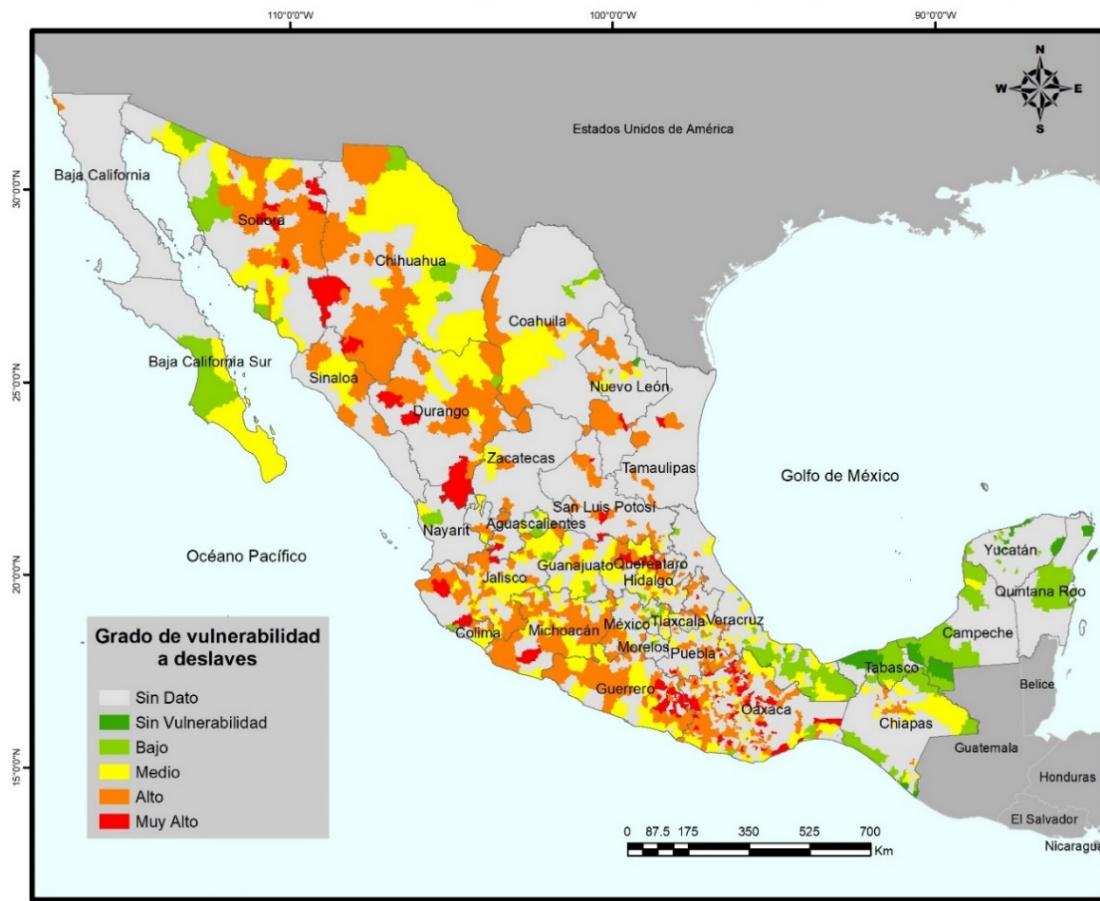 110°0'0"W
100°0'0"W
90°0'0"W
N
W
E
S
Estados Unidos de América
30°0'0"N
Baja California
Sonora
Chihuahua
Coahuila
Baja California Sur
25°0'0"N
Sinaloa
Nuevo León
Durango
Zacatecas
Tamaulipas
Golfo de México
San Luis Potosí
Aguascalientes
Nayarit
Océano Pacífico
20°0'0"N
Yucatán
Guanajuato
Querétaro
Jalisco
Hidalgo
Quintana Roo
México
Tlaxcala
Veracruz
Colima
Michoacán
Campeche
Morelos
Puebla
Tabasco
Guerrero
Belice
Oaxaca
Chiapas
Guatemala
15°0'0"N
Honduras
El Salvador
Nicaragua
Grado de vulnerabilidad
a deslaves
Sin Dato
Sin Vulnerabilidad
Bajo
Medio
Alto
Muy Alto
0 87.5 175 350 525 700
Km